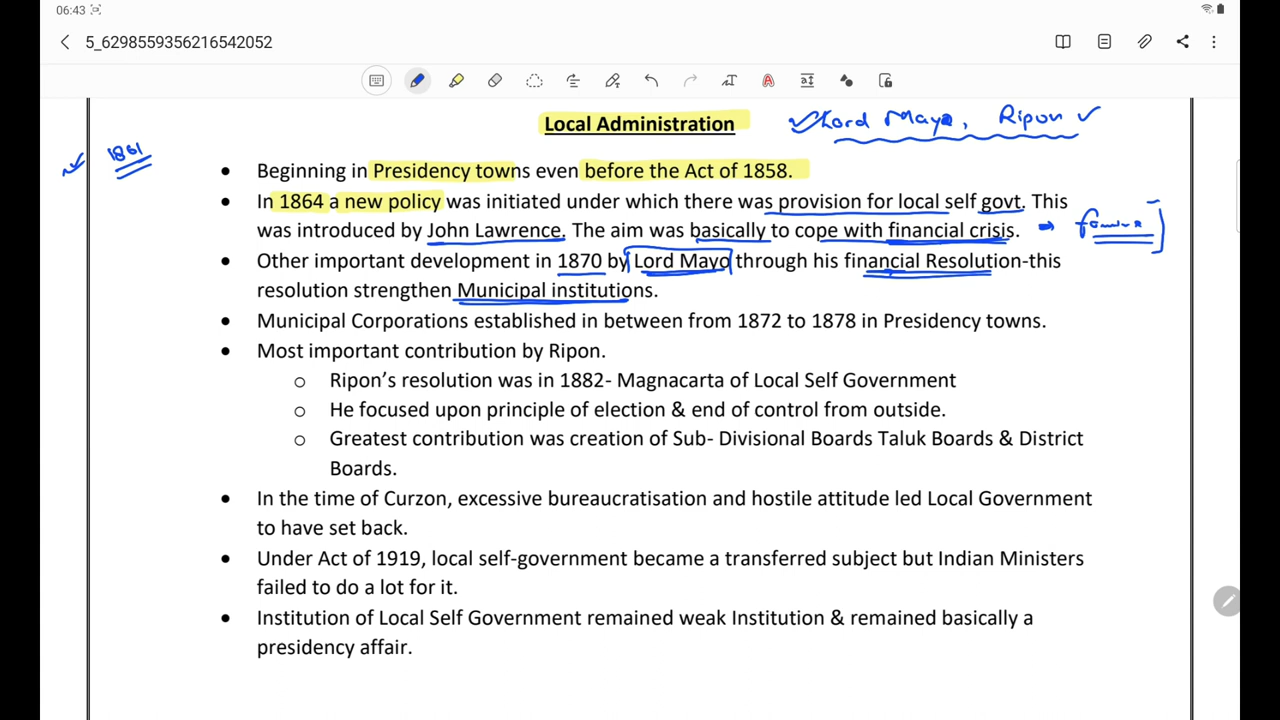 06:43
5_6298559356216542052
Local Administration
Lord Mayo, Ripon
1861
• Beginning in Presidency towns even before the Act of 1858.
• In 1864 a new policy was initiated under which there was provision for local self govt. This
was introduced by John Lawrence. The aim was basically to cope with financial crisis.
famine
• Other important development in 1870 by Lord Mayo through his financial Resolution-this
resolution strengthen Municipal institutions.
• Municipal Corporations established in between from 1872 to 1878 in Presidency towns.
• Most important contribution by Ripon.
o Ripon’s resolution was in 1882- Magnacarta of Local Self Government
o He focused upon principle of election & end of control from outside.
o Greatest contribution was creation of Sub- Divisional Boards Taluk Boards & District
Boards.
• In the time of Curzon, excessive bureaucratisation and hostile attitude led Local Government
to have set back.
• Under Act of 1919, local self-government became a transferred subject but Indian Ministers
failed to do a lot for it.
• Institution of Local Self Government remained weak Institution & remained basically a
presidency affair.